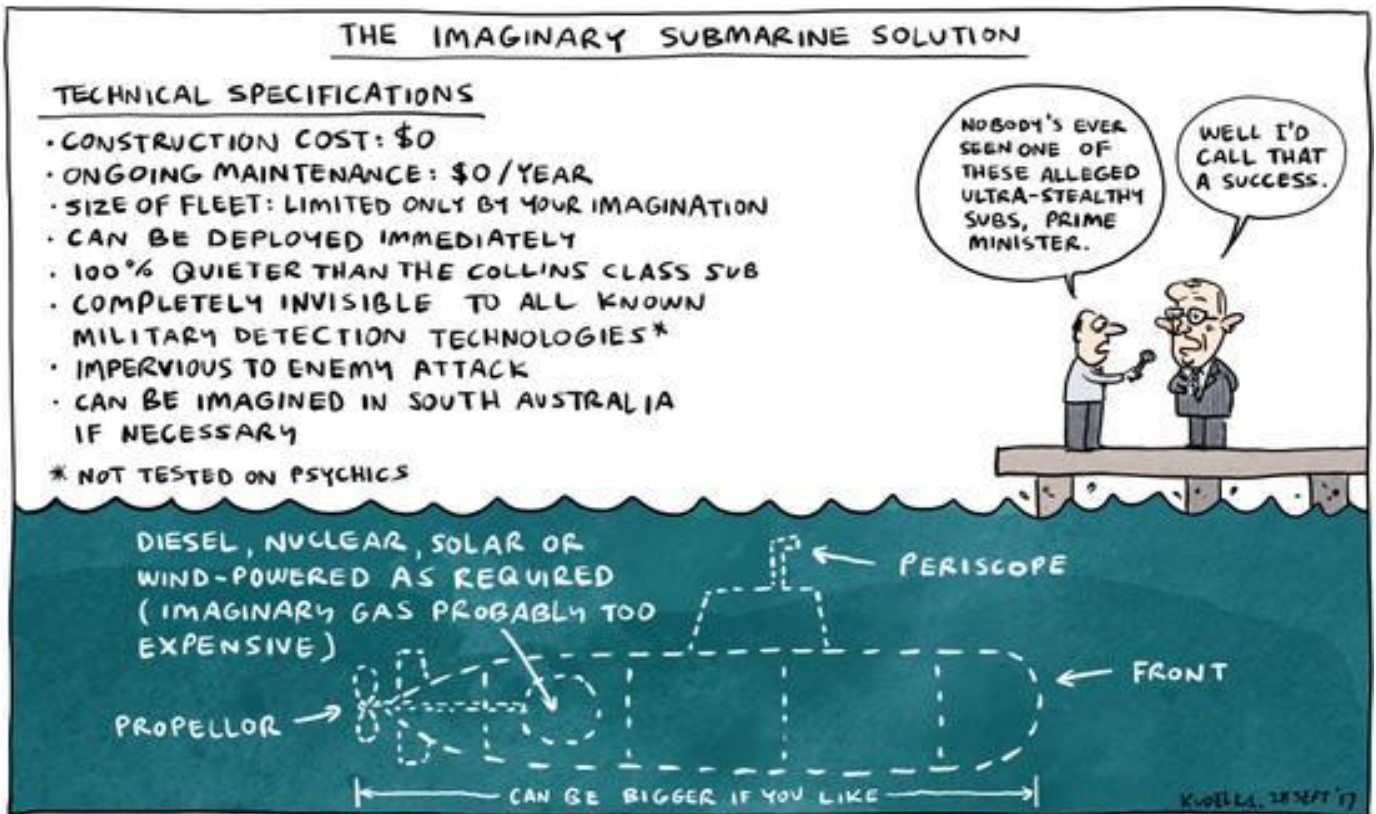 THE IMAGINARY SUBMARINE SOLUTION
TECHNICAL SPECIFICATIONS
· CONSTRUCTION COST: $0
· ONGOING MAINTENANCE: $0/YEAR
· SIZE OF FLEET: LIMITED ONLY BY YOUR IMAGINATION
· CAN BE DEPLOYED IMMEDIATELY
· 100% QUIETER THAN THE COLLINS CLASS SUB
· COMPLETELY INVISIBLE TO ALL KNOWN
MILITARY DETECTION TECHNOLOGIES*
· IMPERVIOUS TO ENEMY ATTACK
· CAN BE IMAGINED IN SOUTH AUSTRALIA
IF NECESSARY
* NOT TESTED ON PSYCHICS
NOBODY'S EVER
SEEN ONE OF
THESE ALLEGED
ULTRA-STEALTHY
SUBS, PRIME
MINISTER.
WELL I'D
CALL THAT
A SUCCESS.
DIESEL, NUCLEAR, SOLAR OR
WIND-POWERED AS REQUIRED
(IMAGINARY GAS PROBABLY TOO
EXPENSIVE)
PERISCOPE
FRONT
PROPELLOR
CAN BE BIGGER IF YOU LIKE
KUDELKA, 28 SEPT '17